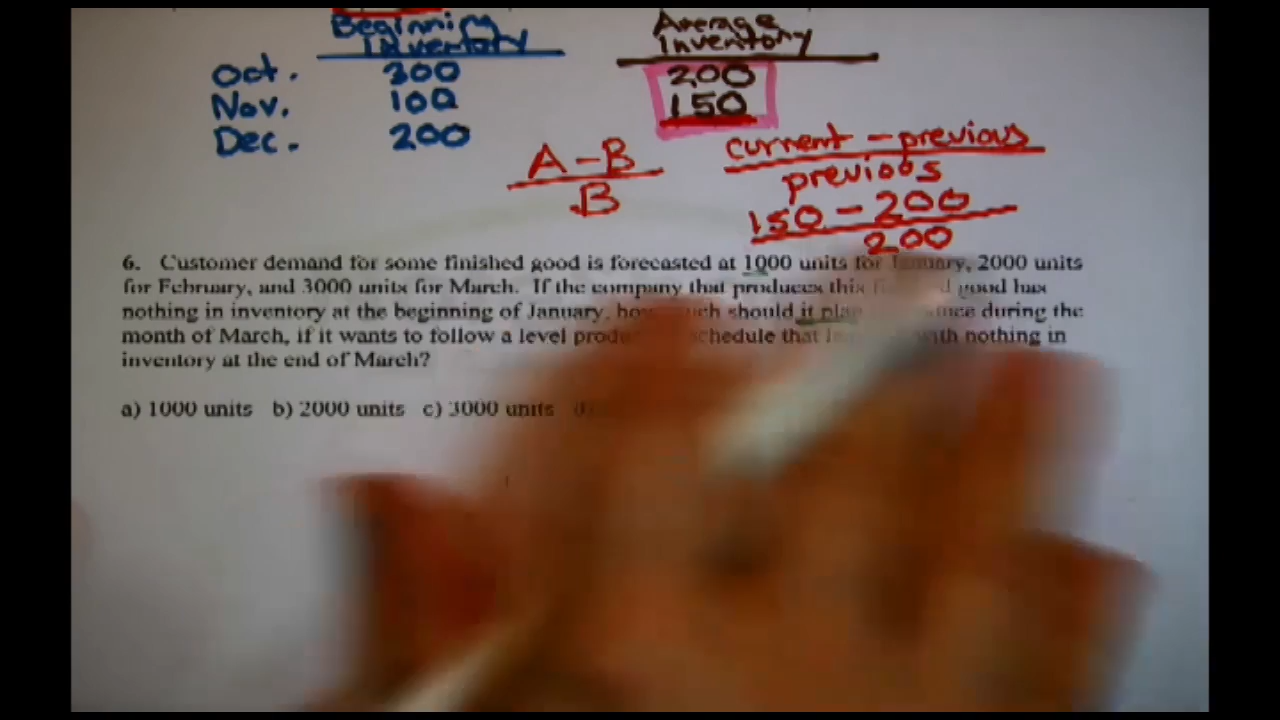 Beginning Average
Inventory Inventory
Oct. 300 200
Nov. 100 150
Dec. 200
A - B current - previous
B previous
150 - 200
200
6. Customer demand for some finished good is forecasted at 1000 units for January, 2000 units
for February, and 3000 units for March. If the company that produces this good has
nothing in inventory at the beginning of January, how much should it plan during the
month of March, if it wants to follow a level schedule that with nothing in
inventory at the end of March?
a) 1000 units b) 2000 units c) 3000 units